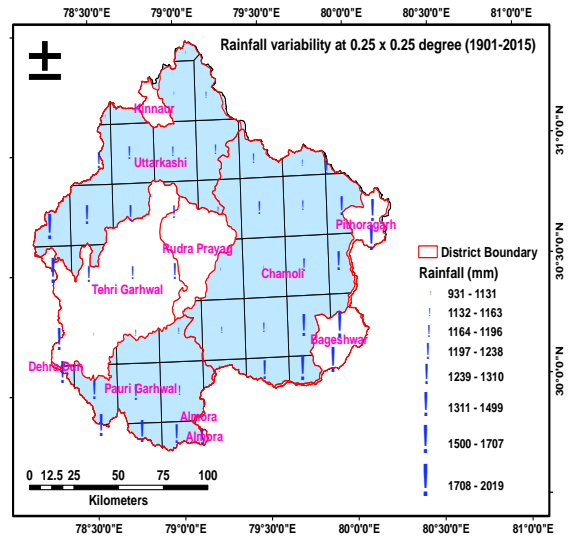 78°30'0"E 79°0'0"E 79°30'0"E 80°0'0"E 80°30'0"E 81°0'0"E
Rainfall variability at 0.25 x 0.25 degree (1901-2015)
Kinnaur
31°0'0"N
Uttarkashi
Pithoragarh
Rudra Prayag
30°30'0"N
District Boundary
Chamoli
Rainfall (mm)
Tehri Garhwal
931 - 1131
1132 - 1163
1164 - 1196
Bageshwar
1197 - 1238
Dehra Dun
30°0'0"N
1239 - 1310
Pauri Garhwal
1311 - 1499
Almora
Almora
1500 - 1707
0 12.5 25 50 75 100
1708 - 2019
Kilometers
78°30'0"E 79°0'0"E 79°30'0"E 80°0'0"E 80°30'0"E 81°0'0"E